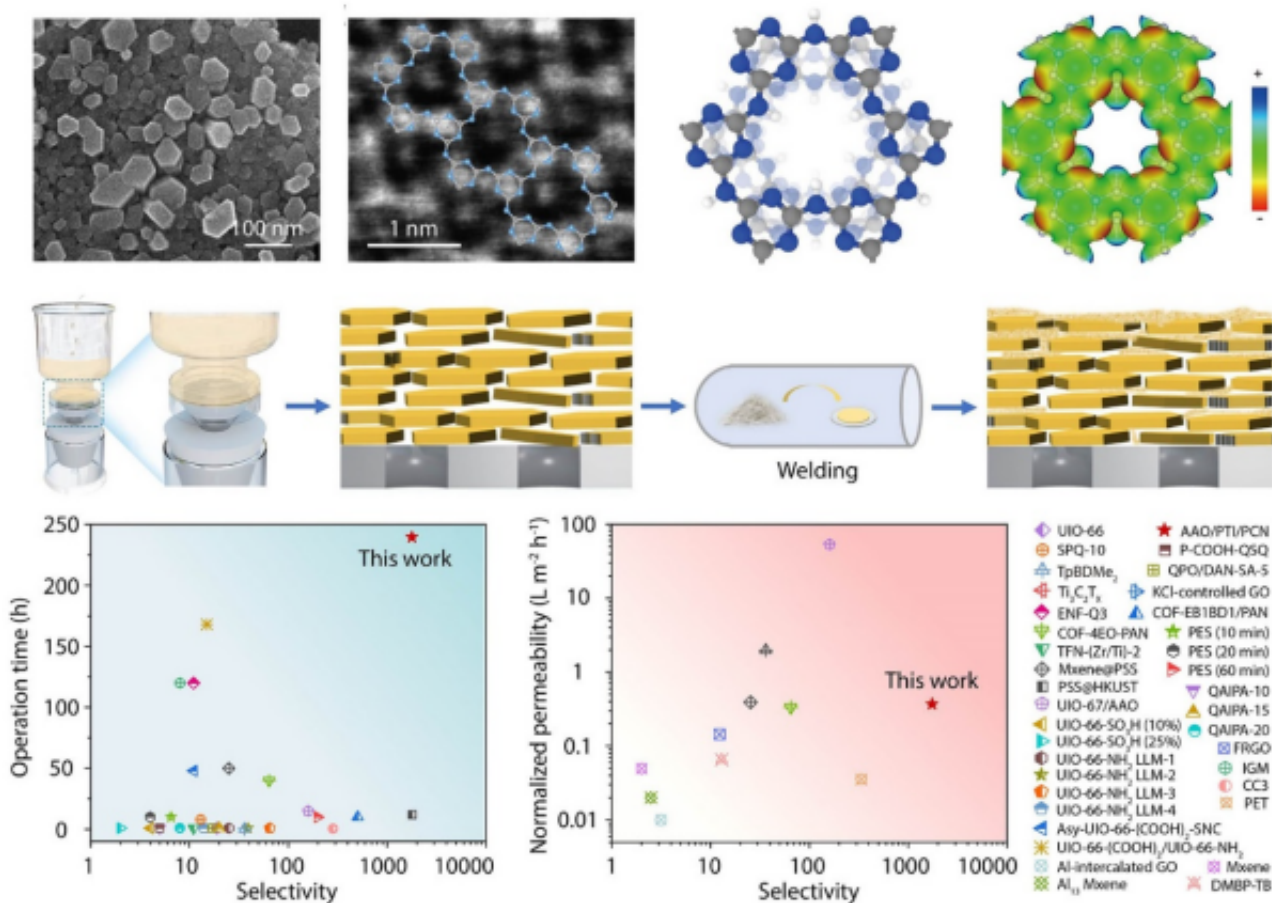 100 nm
1 nm
+
-
Welding
250
200
150
100
50
0
Operation time (h)
This work
1
10
100
1000
10000
Selectivity
100
10
1
0.1
0.01
Normalized permeability (L m⁻² h⁻¹)
This work
1
10
100
1000
10000
Selectivity
UIO-66
AAO/PTI/PCN
SPQ-10
P-COOH-QSQ
TpBDMe₂
QPO/DAN-SA-5
Ti₃C₂Tₓ
KCl-controlled GO
ENF-Q3
COF-EB1BD1/PAN
COF-4EO-PAN
PES (10 min)
TFN-(Zr/Ti)-2
PES (20 min)
Mxene@PSS
PES (60 min)
PSS@HKUST
QAIPA-10
UIO-67/AAO
QAIPA-15
UIO-66-SO₃H (10%)
QAIPA-20
UIO-66-SO₃H (25%)
FRGO
UIO-66-NH₂ LLM-1
IGM
UIO-66-NH₂ LLM-2
CC3
UIO-66-NH₂ LLM-3
PET
UIO-66-NH₂ LLM-4
Asy-UIO-66-(COOH)₂-SNC
UIO-66-(COOH)₂/UIO-66-NH₂
Al-intercalated GO
Mxene
Al₁₃ Mxene
DMBP-TB